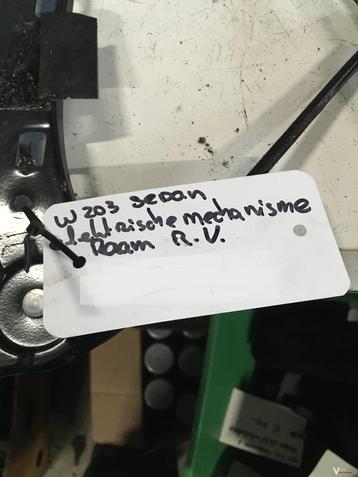 W203 Sedan
elektrische mechanisme
Raam R.V.